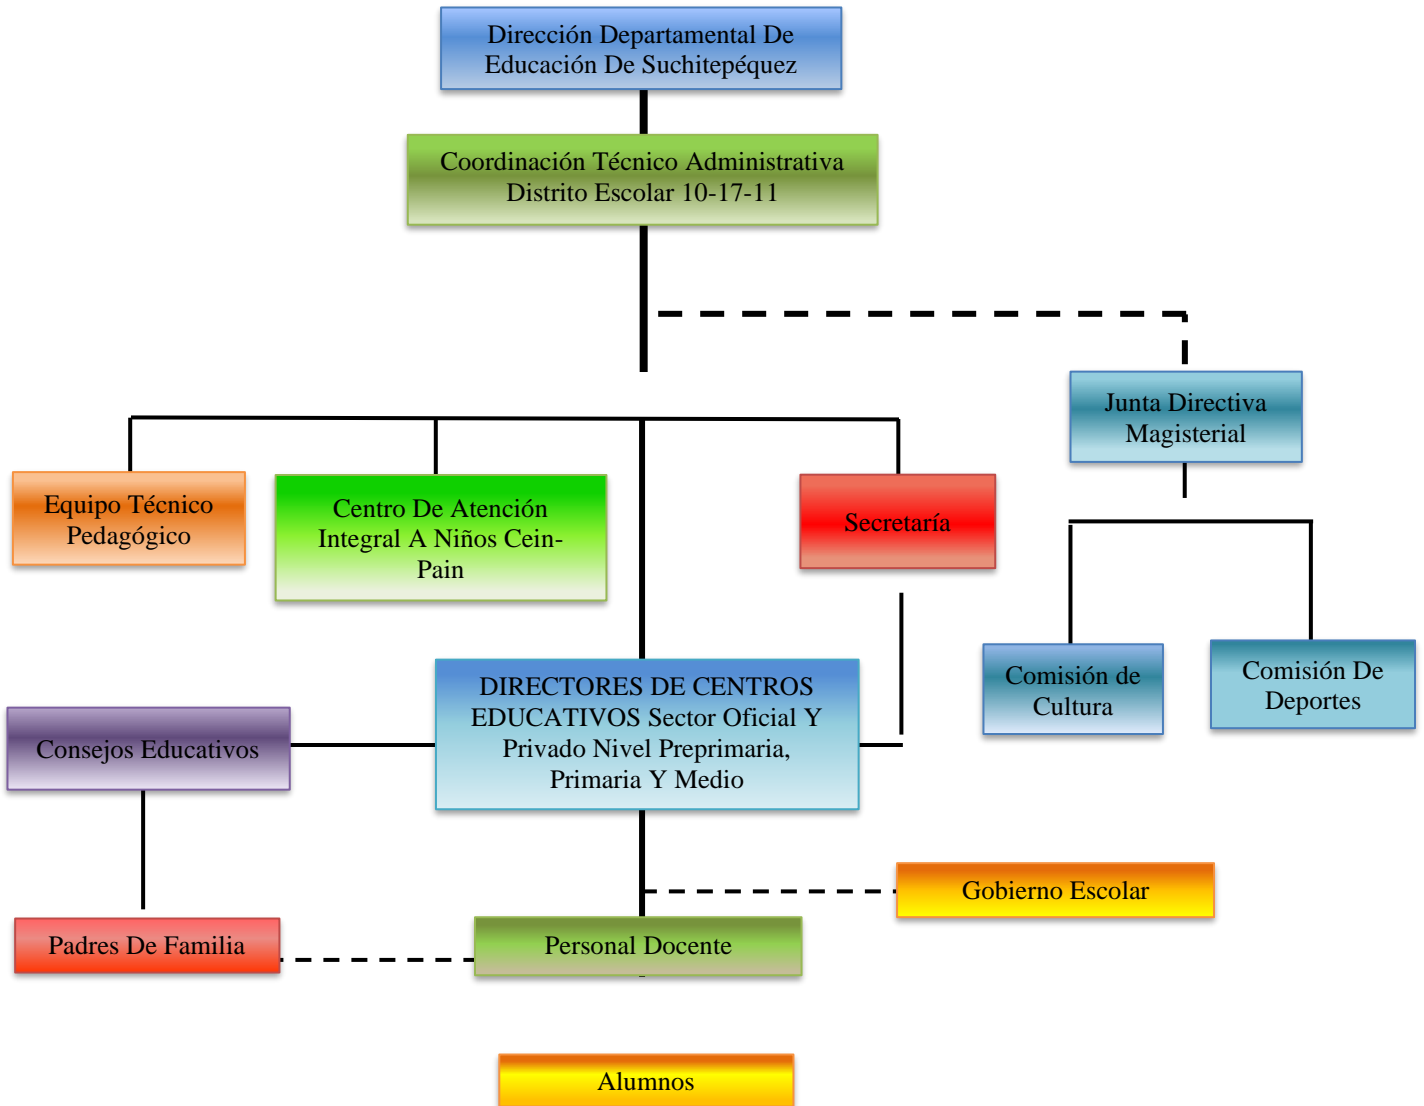 Dirección Departamental De
Educación De Suchitepéquez
Coordinación Técnico Administrativa
Distrito Escolar 10-17-11
Junta Directiva
Magisterial
Equipo Técnico
Pedagógico
Centro De Atención
Integral A Niños Cein-
Pain
Secretaría
Comisión de
Cultura
Comisión De
Deportes
DIRECTORES DE CENTROS
EDUCATIVOS Sector Oficial Y
Privado Nivel Preprimaria,
Primaria Y Medio
Consejos Educativos
Gobierno Escolar
Padres De Familia
Personal Docente
Alumnos